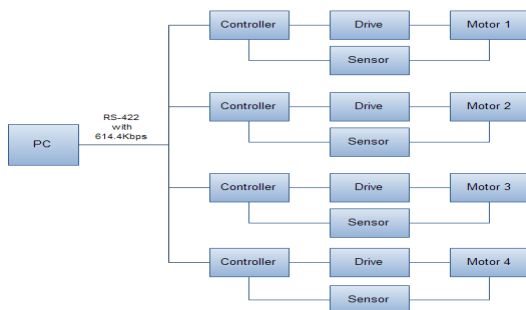 Controller
Drive
Motor 1
Sensor
RS-422
with
614.4Kbps
PC
Controller
Drive
Motor 2
Sensor
Controller
Drive
Motor 3
Sensor
Controller
Drive
Motor 4
Sensor